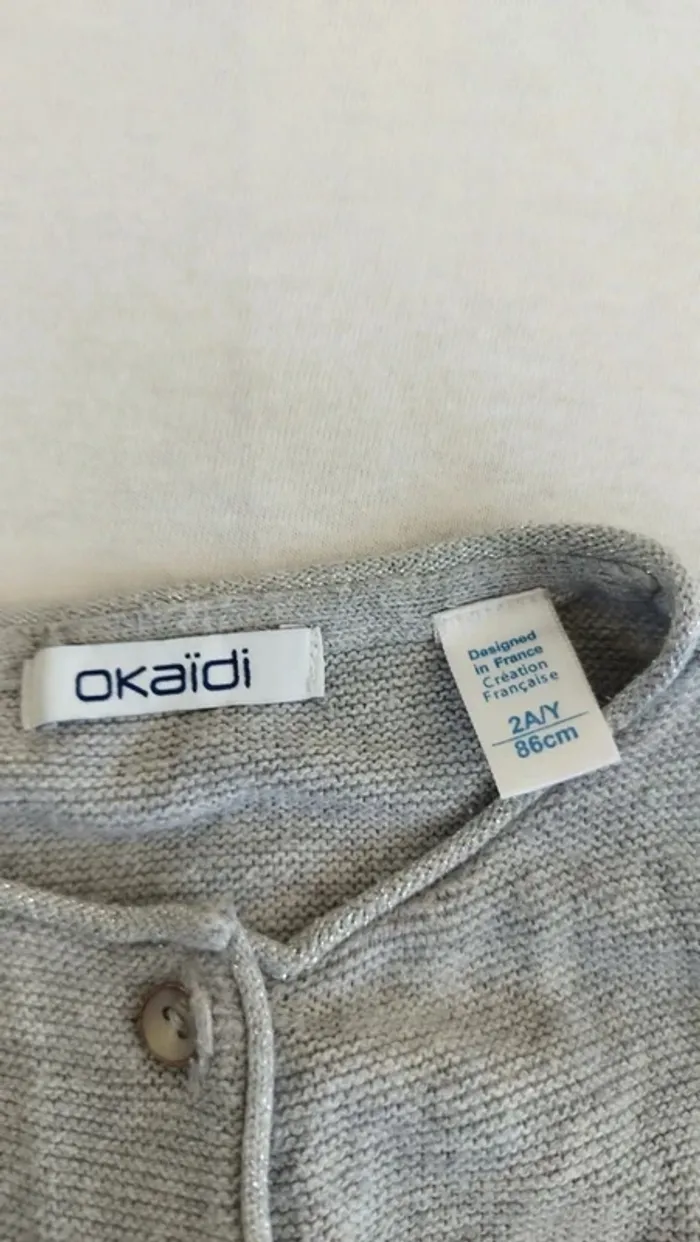 okaïdi
Designed
in France
Création
Française
2A/Y
86cm